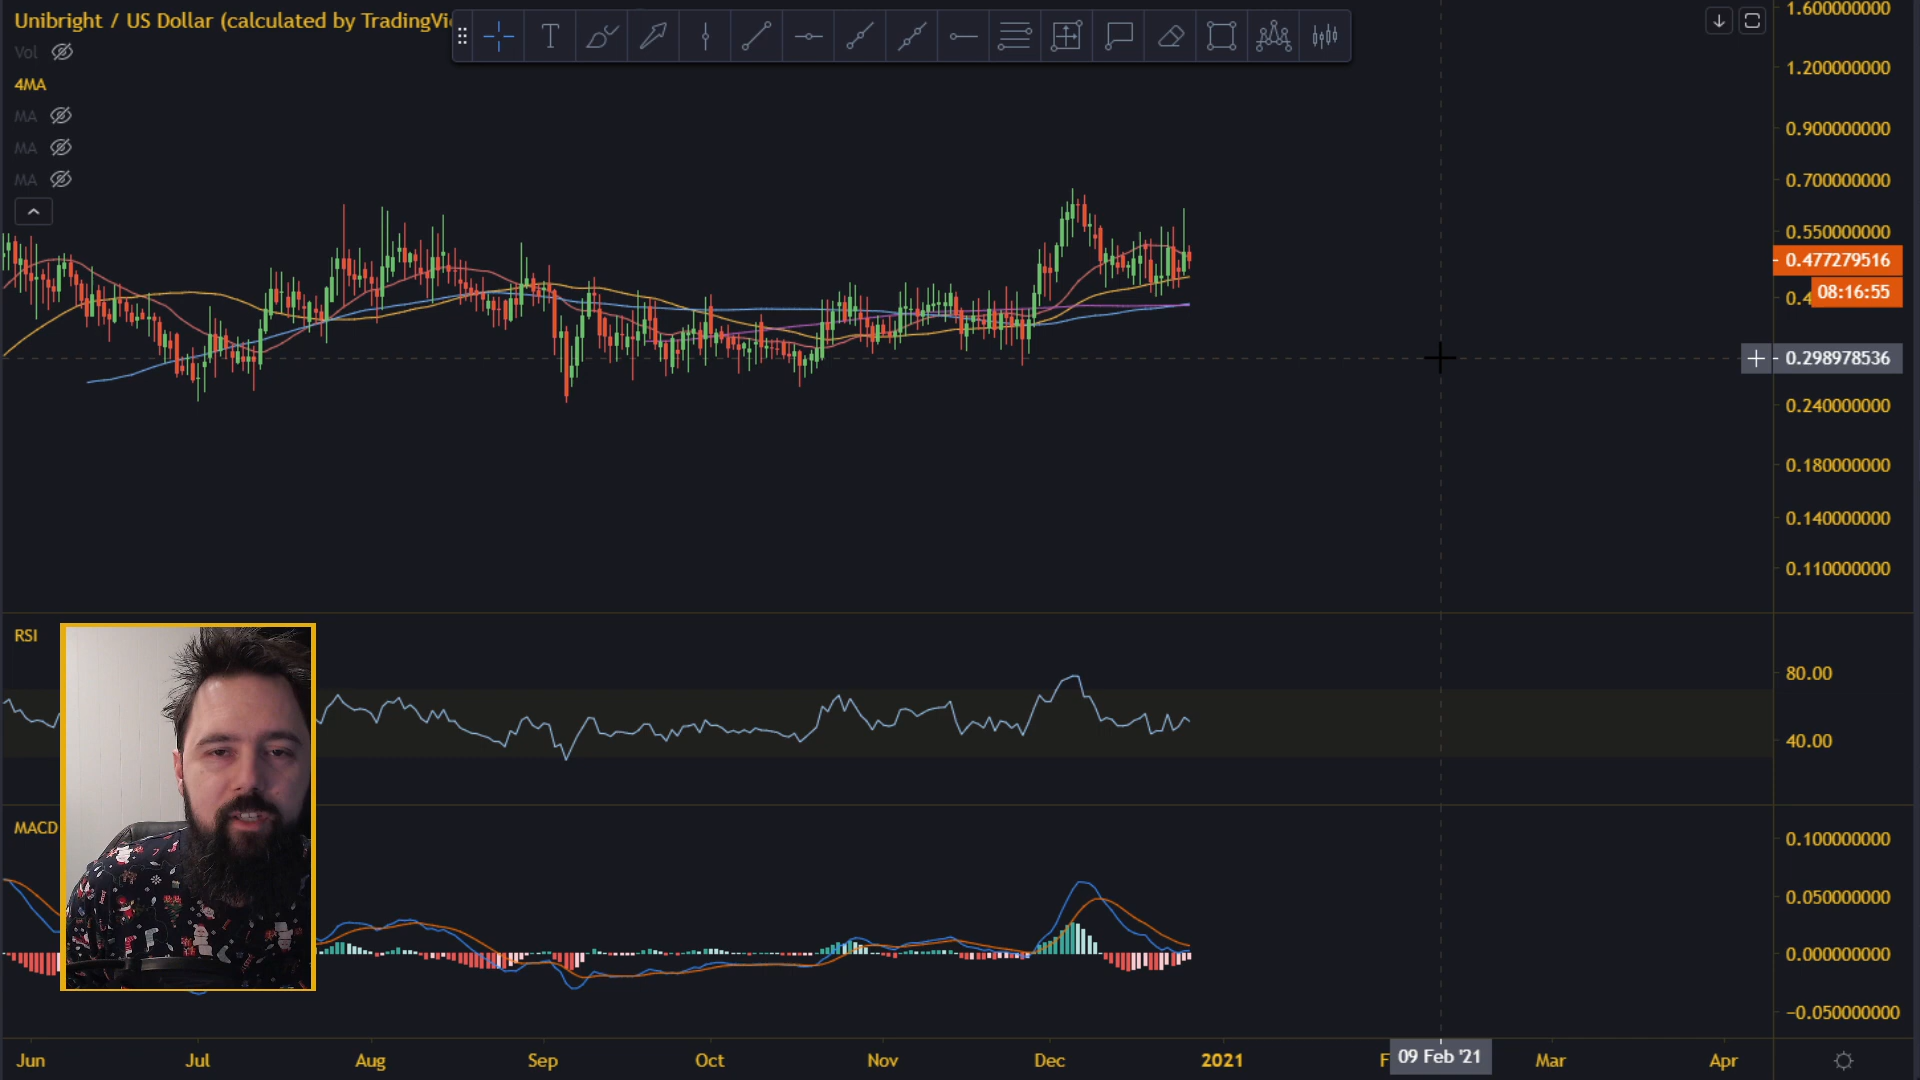 Unibright / US Dollar (calculated by TradingVi
Vol
4MA
MA
MA
MA
1.600000000
1.200000000
0.900000000
0.700000000
0.550000000
0.477279516
0.4
08:16:55
0.298978536
0.240000000
0.180000000
0.140000000
0.110000000
RSI
80.00
40.00
MACD
0.100000000
0.050000000
0.000000000
−0.050000000
Jun
Jul
Aug
Sep
Oct
Nov
Dec
2021
F
09 Feb '21
Mar
Apr